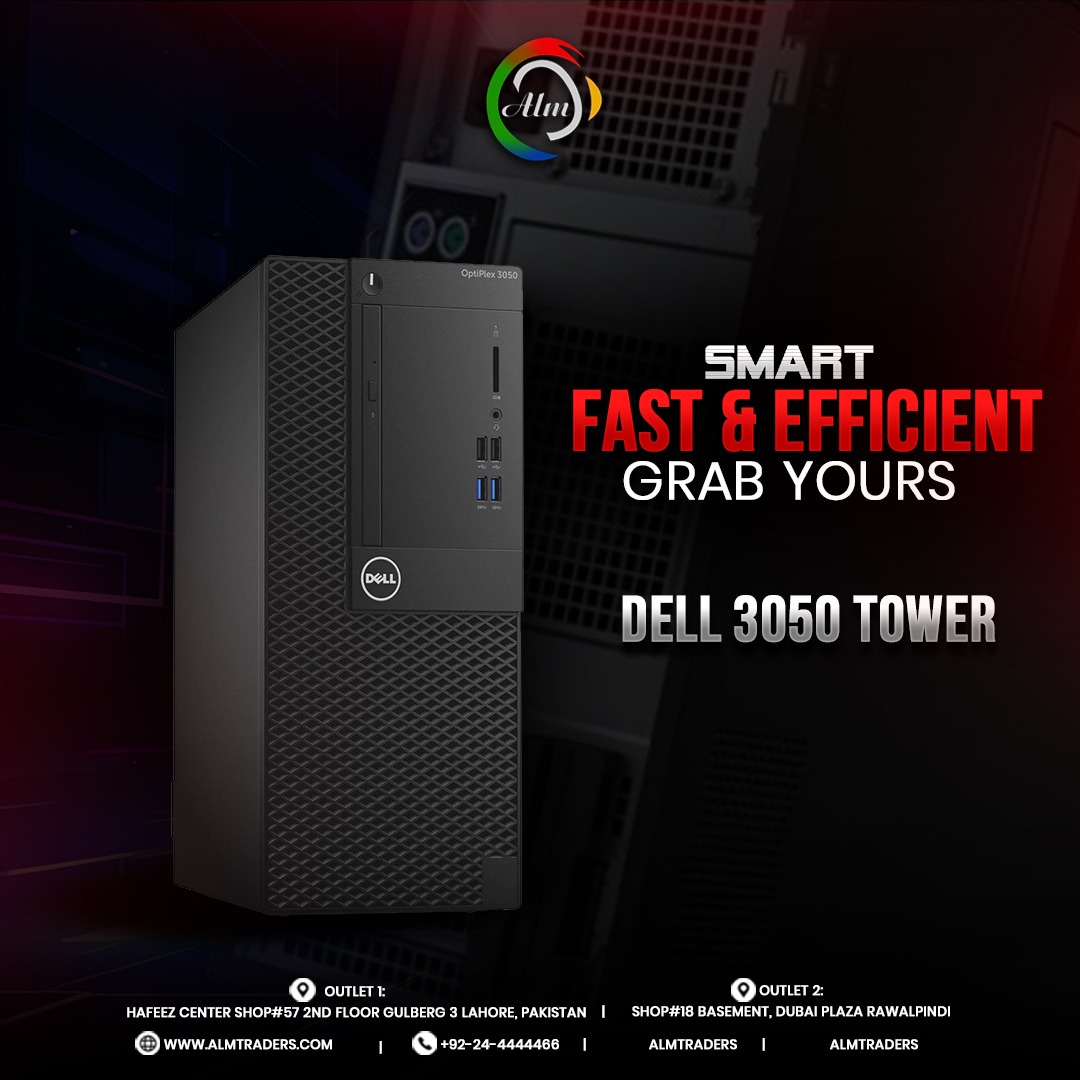 Alm
OptiPlex 3050
SMART
FAST & EFFICIENT
GRAB YOURS
DELL
DELL 3050 TOWER
OUTLET 1:
HAFEEZ CENTER SHOP#57 2ND FLOOR GULBERG 3 LAHORE, PAKISTAN |
OUTLET 2:
SHOP#18 BASEMENT, DUBAI PLAZA RAWALPINDI
WWW.ALMTRADERS.COM | +92-24-4444466 | ALMTRADERS | ALMTRADERS